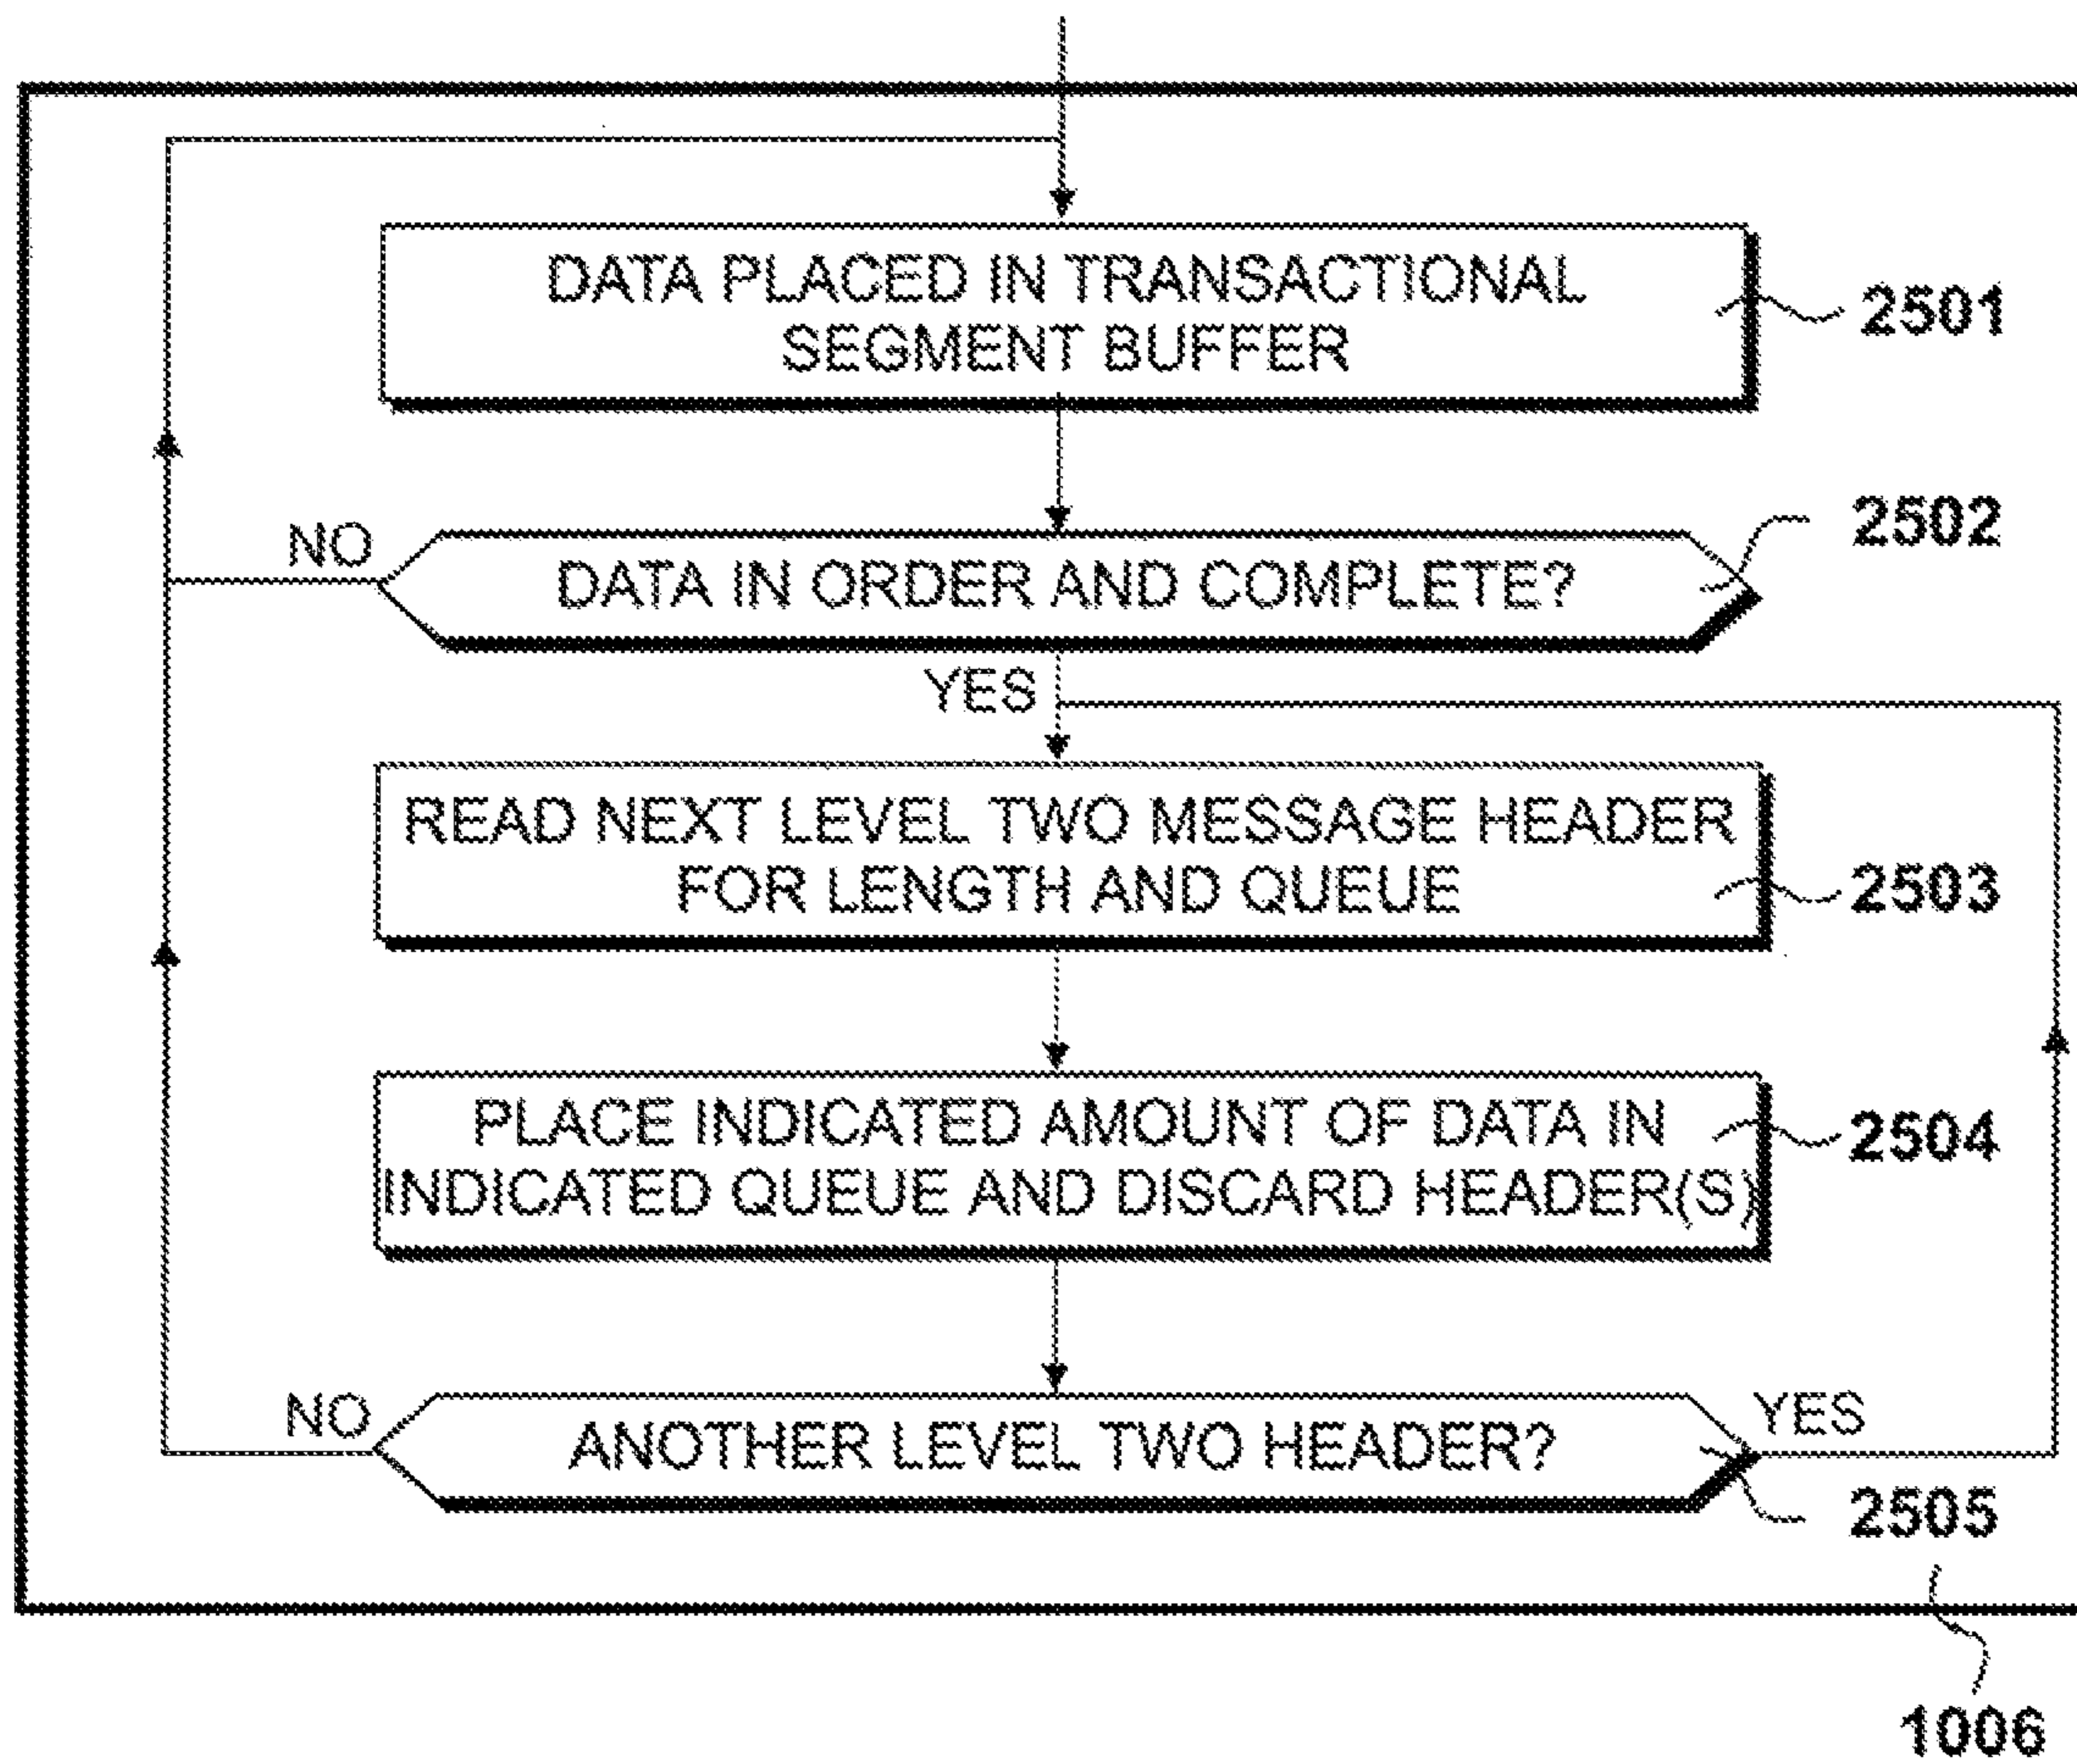 DATA PLACED IN TRANSACTIONAL
SEGMENT BUFFER
2501
2502
NO
DATA IN ORDER AND COMPLETE?
YES
READ NEXT LEVEL TWO MESSAGE HEADER
FOR LENGTH AND QUEUE
2503
PLACE INDICATED AMOUNT OF DATA IN
INDICATED QUEUE AND DISCARD HEADER(S)
2504
NO
ANOTHER LEVEL TWO HEADER?
YES
2505
1006